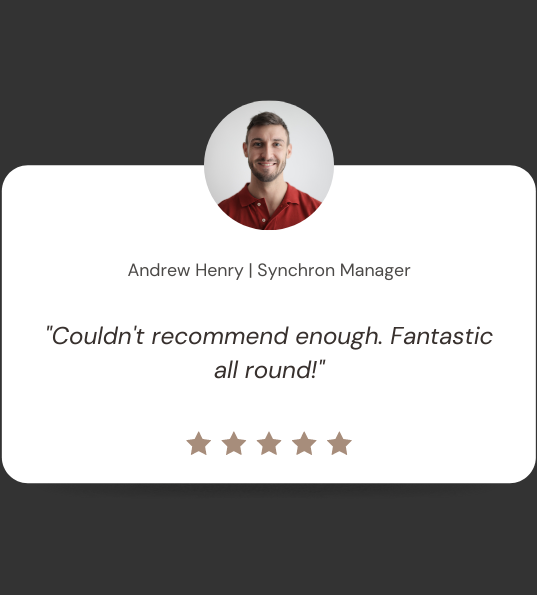 Andrew Henry | Synchron Manager
"Couldn't recommend enough. Fantastic
all round!"